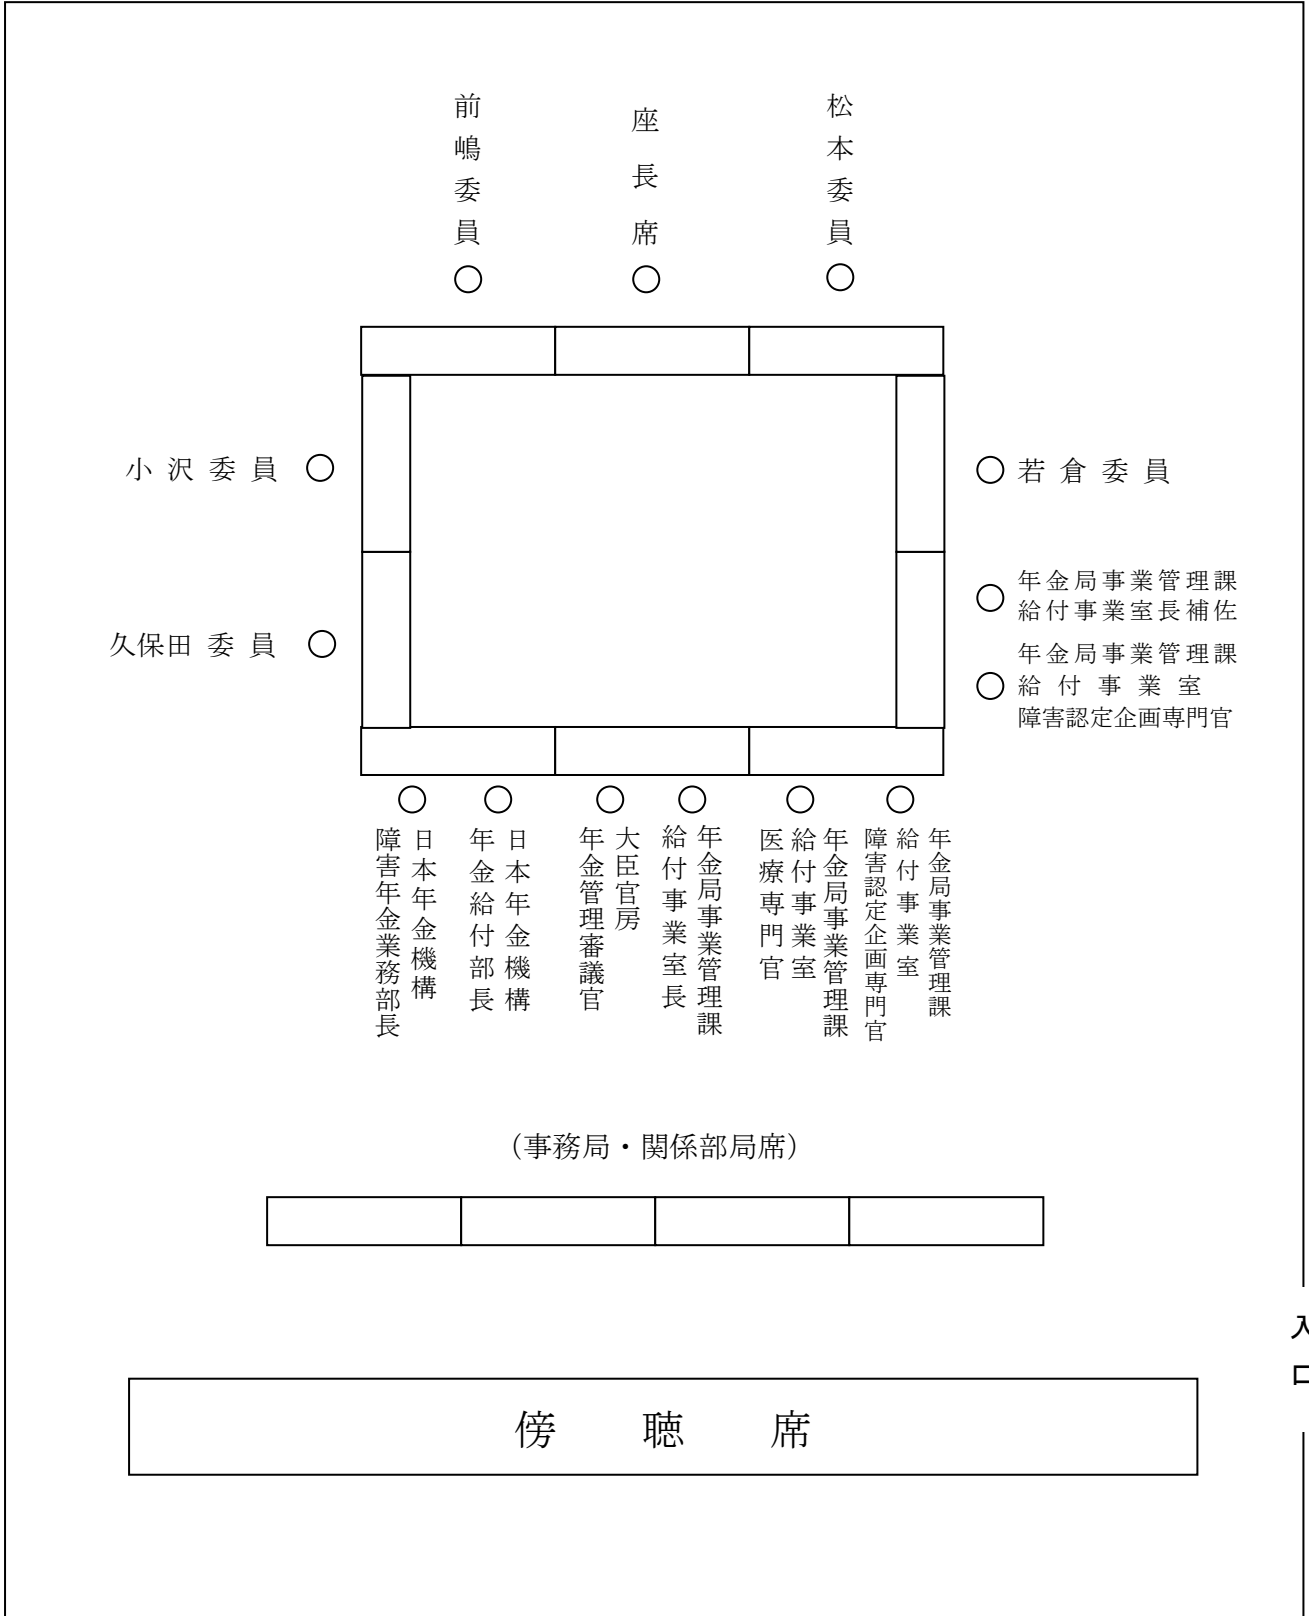 前嶋委員
座長席
松本委員
小沢委員
若倉委員
久保田委員
年金局事業管理課
給付事業室長補佐
年金局事業管理課
給付事業室
障害認定企画専門官
日本年金機構
障害年金業務部長
日本年金機構
年金給付部長
大臣官房
年金管理審議官
年金局事業管理課
給付事業室長
年金局事業管理課
給付事業室
医療専門官
年金局事業管理課
給付事業室
障害認定企画専門官
（事務局・関係部局席）
入口
傍聴席